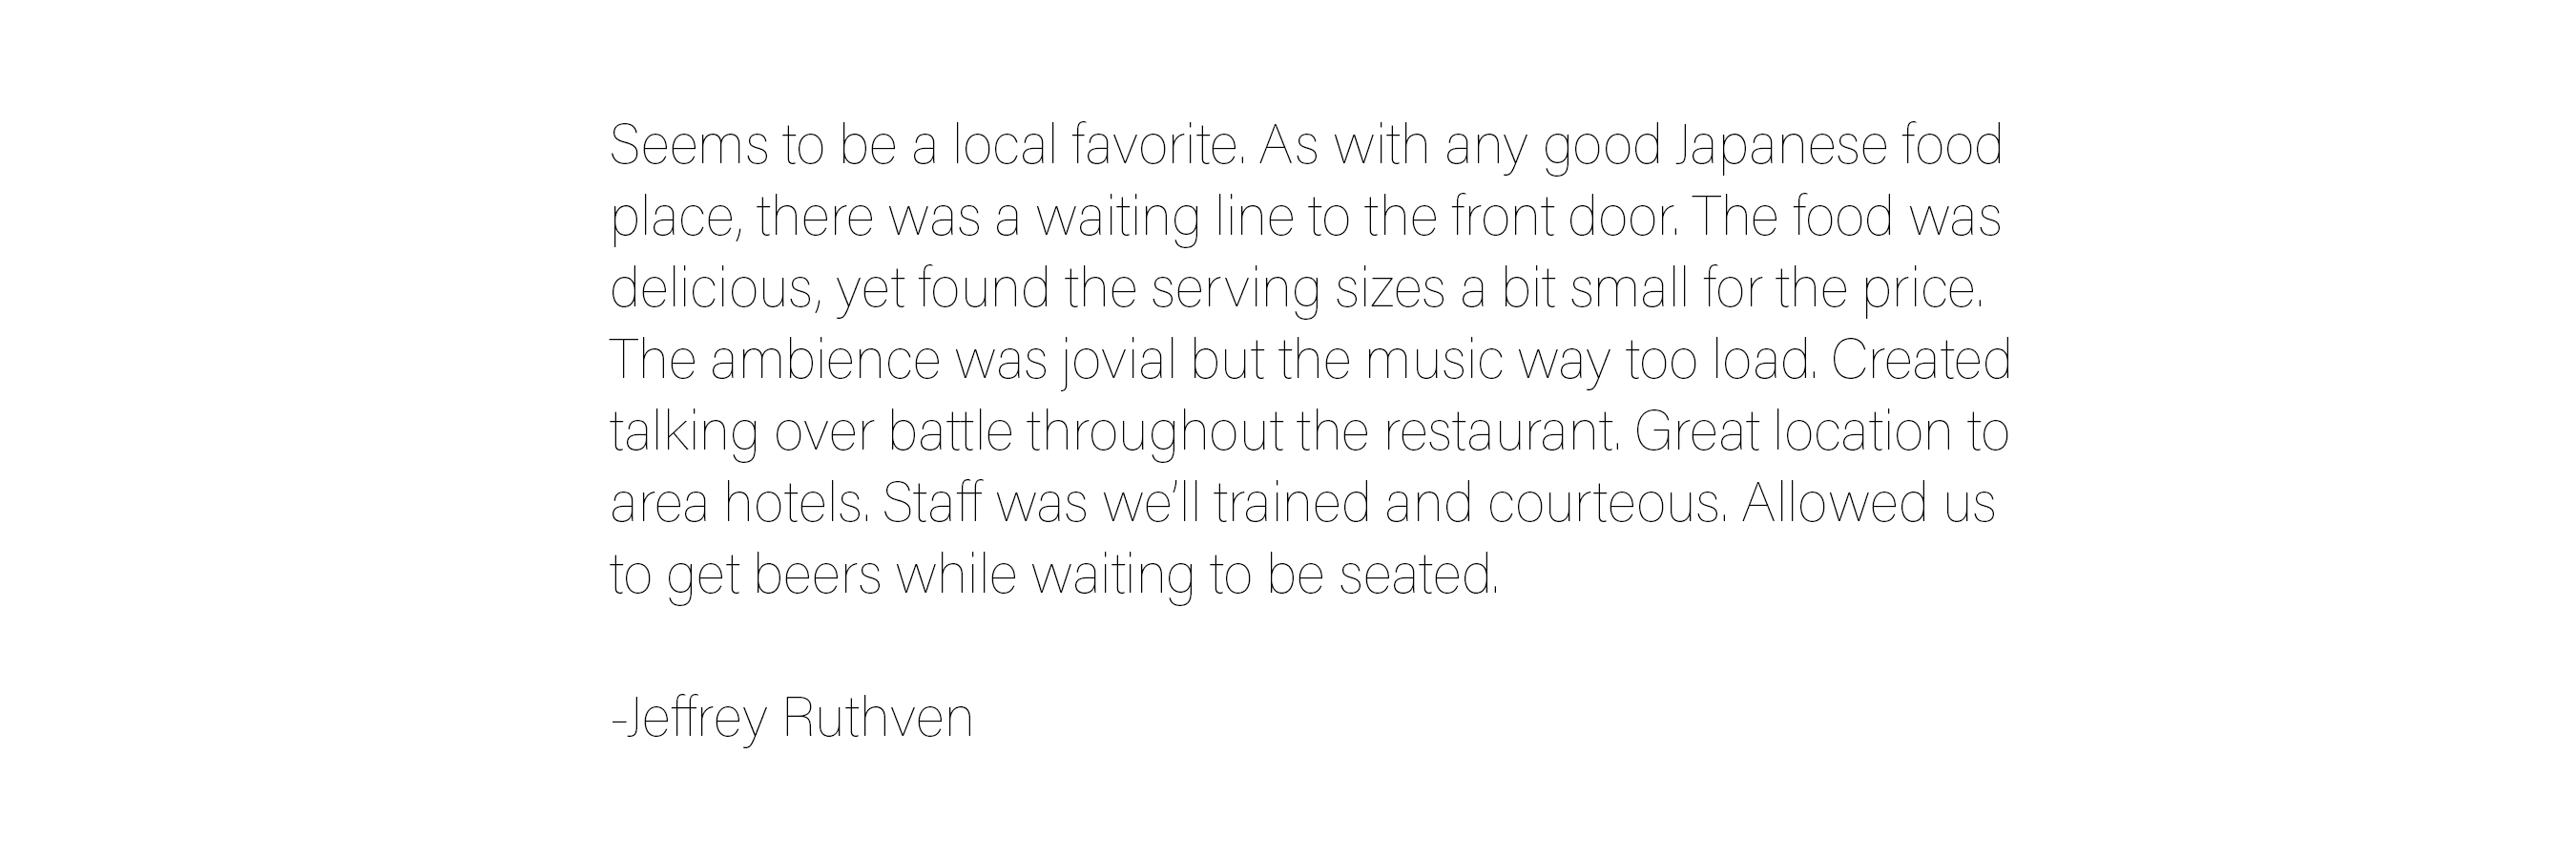 Seems to be a local favorite. As with any good Japanese food
place, there was a waiting line to the front door. The food was
delicious, yet found the serving sizes a bit small for the price.
The ambience was jovial but the music way too load. Created
talking over battle throughout the restaurant. Great location to
area hotels. Staff was we’ll trained and courteous. Allowed us
to get beers while waiting to be seated.
-Jeffrey Ruthven